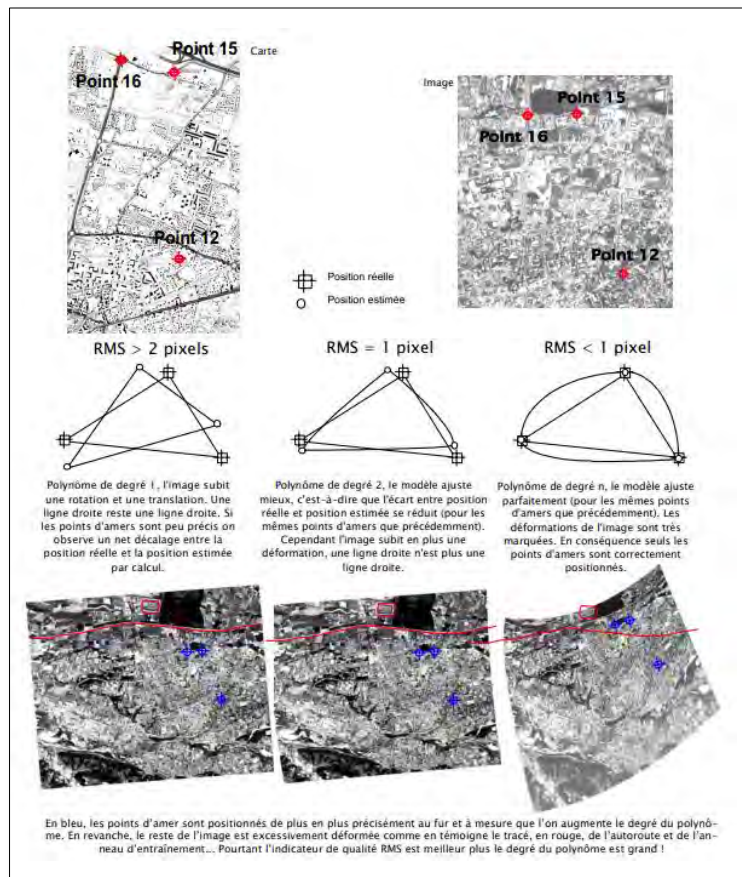 Point 15
Carte
Point 16
Point 12
Image
Point 15
Point 16
Point 12
Position réelle
Position estimée
RMS > 2 pixels
Polynôme de degré 1, l'image subit
une rotation et une translation. Une
ligne droite reste une ligne droite. Si
les points d'amers sont peu précis on
observe un net décalage entre la
position réelle et la position estimée
par calcul.
RMS = 1 pixel
Polynôme de degré 2, le modèle ajuste
mieux, c'est-à-dire que l'écart entre position
réelle et position estimée se réduit (pour les
mêmes points d'amers que précédemment).
Cependant l'image subit en plus une
déformation, une ligne droite n'est plus une
ligne droite.
RMS < 1 pixel
Polynôme de degré n, le modèle ajuste
parfaitement (pour les mêmes points
d'amers que précédemment). Les
déformations de l'image sont très
marquées. En conséquence seuls les
points d'amers sont correctement
positionnés.
En bleu, les points d'amer sont positionnés de plus en plus précisément au fur et à mesure que l'on augmente le degré du polynô-
me. En revanche, le reste de l'image est excessivement déformée comme en témoigne le tracé, en rouge, de l'autoroute et de l'an-
neau d'entraînement... Pourtant l'indicateur de qualité RMS est meilleur plus le degré du polynôme est grand !